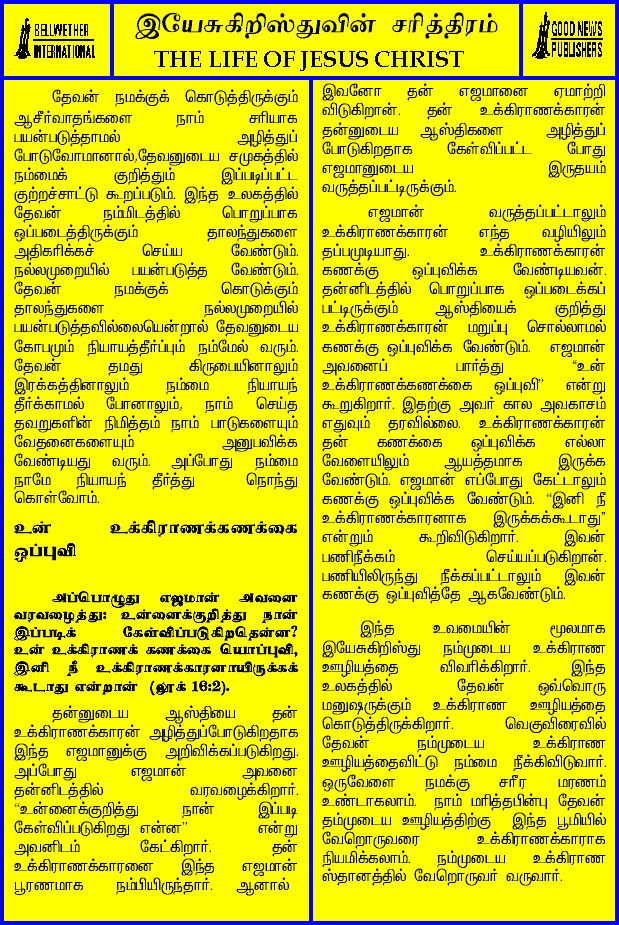 BELLWETHER
INTERNATIONAL
இயேசுகிறிஸ்துவின் சரித்திரம்
THE LIFE OF JESUS CHRIST
GOOD NEWS
PUBLISHERS
தேவன் நமக்குக் கொடுத்திருக்கும்
ஆசீர்வாதங்களை நாம் சரியாக
பயன்படுத்தாமல் அழித்துப்
போடுவோமானால்,தேவனுடைய சமுகத்தில்
நம்மைக் குறித்தும் இப்படிப்பட்ட
குற்றச்சாட்டு கூறப்படும். இந்த உலகத்தில்
தேவன் நம்மிடத்தில் பொறுப்பாக
ஒப்படைத்திருக்கும் தாலந்துகளை
அதிகரிக்கச் செய்ய வேண்டும்.
நல்லமுறையில் பயன்படுத்த வேண்டும்.
தேவன் நமக்குக் கொடுக்கும்
தாலந்துகளை நல்லமுறையில்
பயன்படுத்தவில்லையென்றால் தேவனுடைய
கோபமும் நியாயத்தீர்ப்பும் நம்மேல் வரும்.
தேவன் தமது கிருபையினாலும்
இரக்கத்தினாலும் நம்மை நியாயந்
தீர்க்காமல் போனாலும், நாம் செய்த
தவறுகளின் நிமித்தம் நாம் பாடுகளையும்
வேதனைகளையும் அனுபவிக்க
வேண்டியது வரும். அப்போது நம்மை
நாமே நியாயந் தீர்த்து நொந்து
கொள்வோம்.
உன் உக்கிராணக்கணக்கை
ஒப்புவி
அப்பொழுது எஜமான் அவனை
வரவழைத்து: உன்னைக்குறித்து நான்
இப்படிக் கேள்விப்படுகிறதென்ன?
உன் உக்கிராணக் கணக்கை யொப்புவி,
இனி நீ உக்கிராணக்காரனாயிருக்கக்
கூடாது என்றான் (லூக் 16:2).
தன்னுடைய ஆஸ்தியை தன்
உக்கிராணக்காரன் அழித்துப்போடுகிறதாக
இந்த எஜமானுக்கு அறிவிக்கப்படுகிறது.
அப்போது எஜமான் அவனை
தன்னிடத்தில் வரவழைக்கிறார்.
“உன்னைக்குறித்து நான் இப்படி
கேள்விப்படுகிறது என்ன” என்று
அவனிடம் கேட்கிறார். தன்
உக்கிராணக்காரனை இந்த எஜமான்
பூரணமாக நம்பியிருந்தார். ஆனால்
இவனோ தன் எஜமானை ஏமாற்றி
விடுகிறான். தன் உக்கிராணக்காரன்
தன்னுடைய ஆஸ்திகளை அழித்துப்
போடுகிறதாக கேள்விப்பட்ட போது
எஜமானுடைய இருதயம்
வருத்தப்பட்டிருக்கும்.
எஜமான் வருத்தப்பட்டாலும்
உக்கிராணக்காரன் எந்த வழியிலும்
தப்பமுடியாது. உக்கிராணக்காரன்
கணக்கு ஒப்புவிக்க வேண்டியவன்.
தன்னிடத்தில் பொறுப்பாக ஒப்படைக்கப்
பட்டிருக்கும் ஆஸ்தியைக் குறித்து
உக்கிராணக்காரன் மறுப்பு சொல்லாமல்
கணக்கு ஒப்புவிக்க வேண்டும். எஜமான்
அவனைப் பார்த்து “உன்
உக்கிராணக்கணக்கை ஒப்புவி” என்று
கூறுகிறார். இதற்கு அவர் கால அவகாசம்
எதுவும் தரவில்லை. உக்கிராணக்காரன்
தன் கணக்கை ஒப்புவிக்க எல்லா
வேளையிலும் ஆயத்தமாக இருக்க
வேண்டும். எஜமான் எப்போது கேட்டாலும்
கணக்கு ஒப்புவிக்க வேண்டும். “இனி நீ
உக்கிராணக்காரனாக இருக்கக்கூடாது”
என்றும் கூறிவிடுகிறார். இவன்
பணிநீக்கம் செய்யப்படுகிறான்.
பணியிலிருந்து நீக்கப்பட்டாலும் இவன்
கணக்கு ஒப்புவித்தே ஆகவேண்டும்.
இந்த உவமையின் மூலமாக
இயேசுகிறிஸ்து நம்முடைய உக்கிராண
ஊழியத்தை விவரிக்கிறார். இந்த
உலகத்தில் தேவன் ஒவ்வொரு
மனுஷருக்கும் உக்கிராண ஊழியத்தை
கொடுத்திருக்கிறார். வெகுவிரைவில்
தேவன் நம்முடைய உக்கிராண
ஊழியத்தைவிட்டு நம்மை நீக்கிவிடுவார்.
ஒருவேளை நமக்கு சரீர மரணம்
உண்டாகலாம். நாம் மரித்தபின்பு தேவன்
தம்முடைய ஊழியத்திற்கு இந்த பூமியில்
வேறொருவரை உக்கிராணக்காராக
நியமிக்கலாம். நம்முடைய உக்கிராண
ஸ்தானத்தில் வேறொருவர் வருவார்.